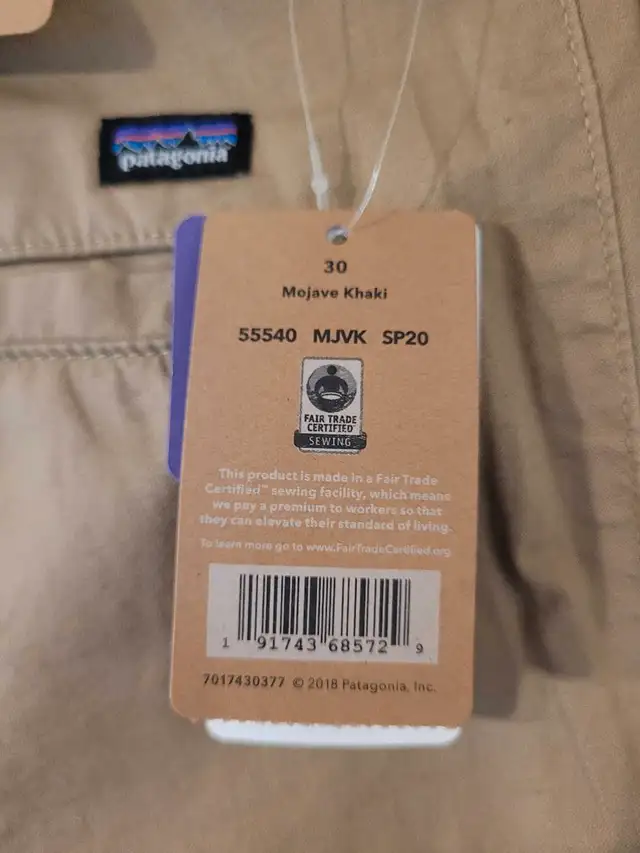 patagonia
30
Mojave Khaki
55540 MJVK SP20
FAIR TRADE
CERTIFIED
SEWING
This product is made in a Fair Trade
Certified™ sewing facility, which means
we pay a premium to workers so that
they can elevate their standard of living.
To learn more go to www.FairTradeCertified.org
1 91743 68572 9
7017430377 © 2018 Patagonia, Inc.